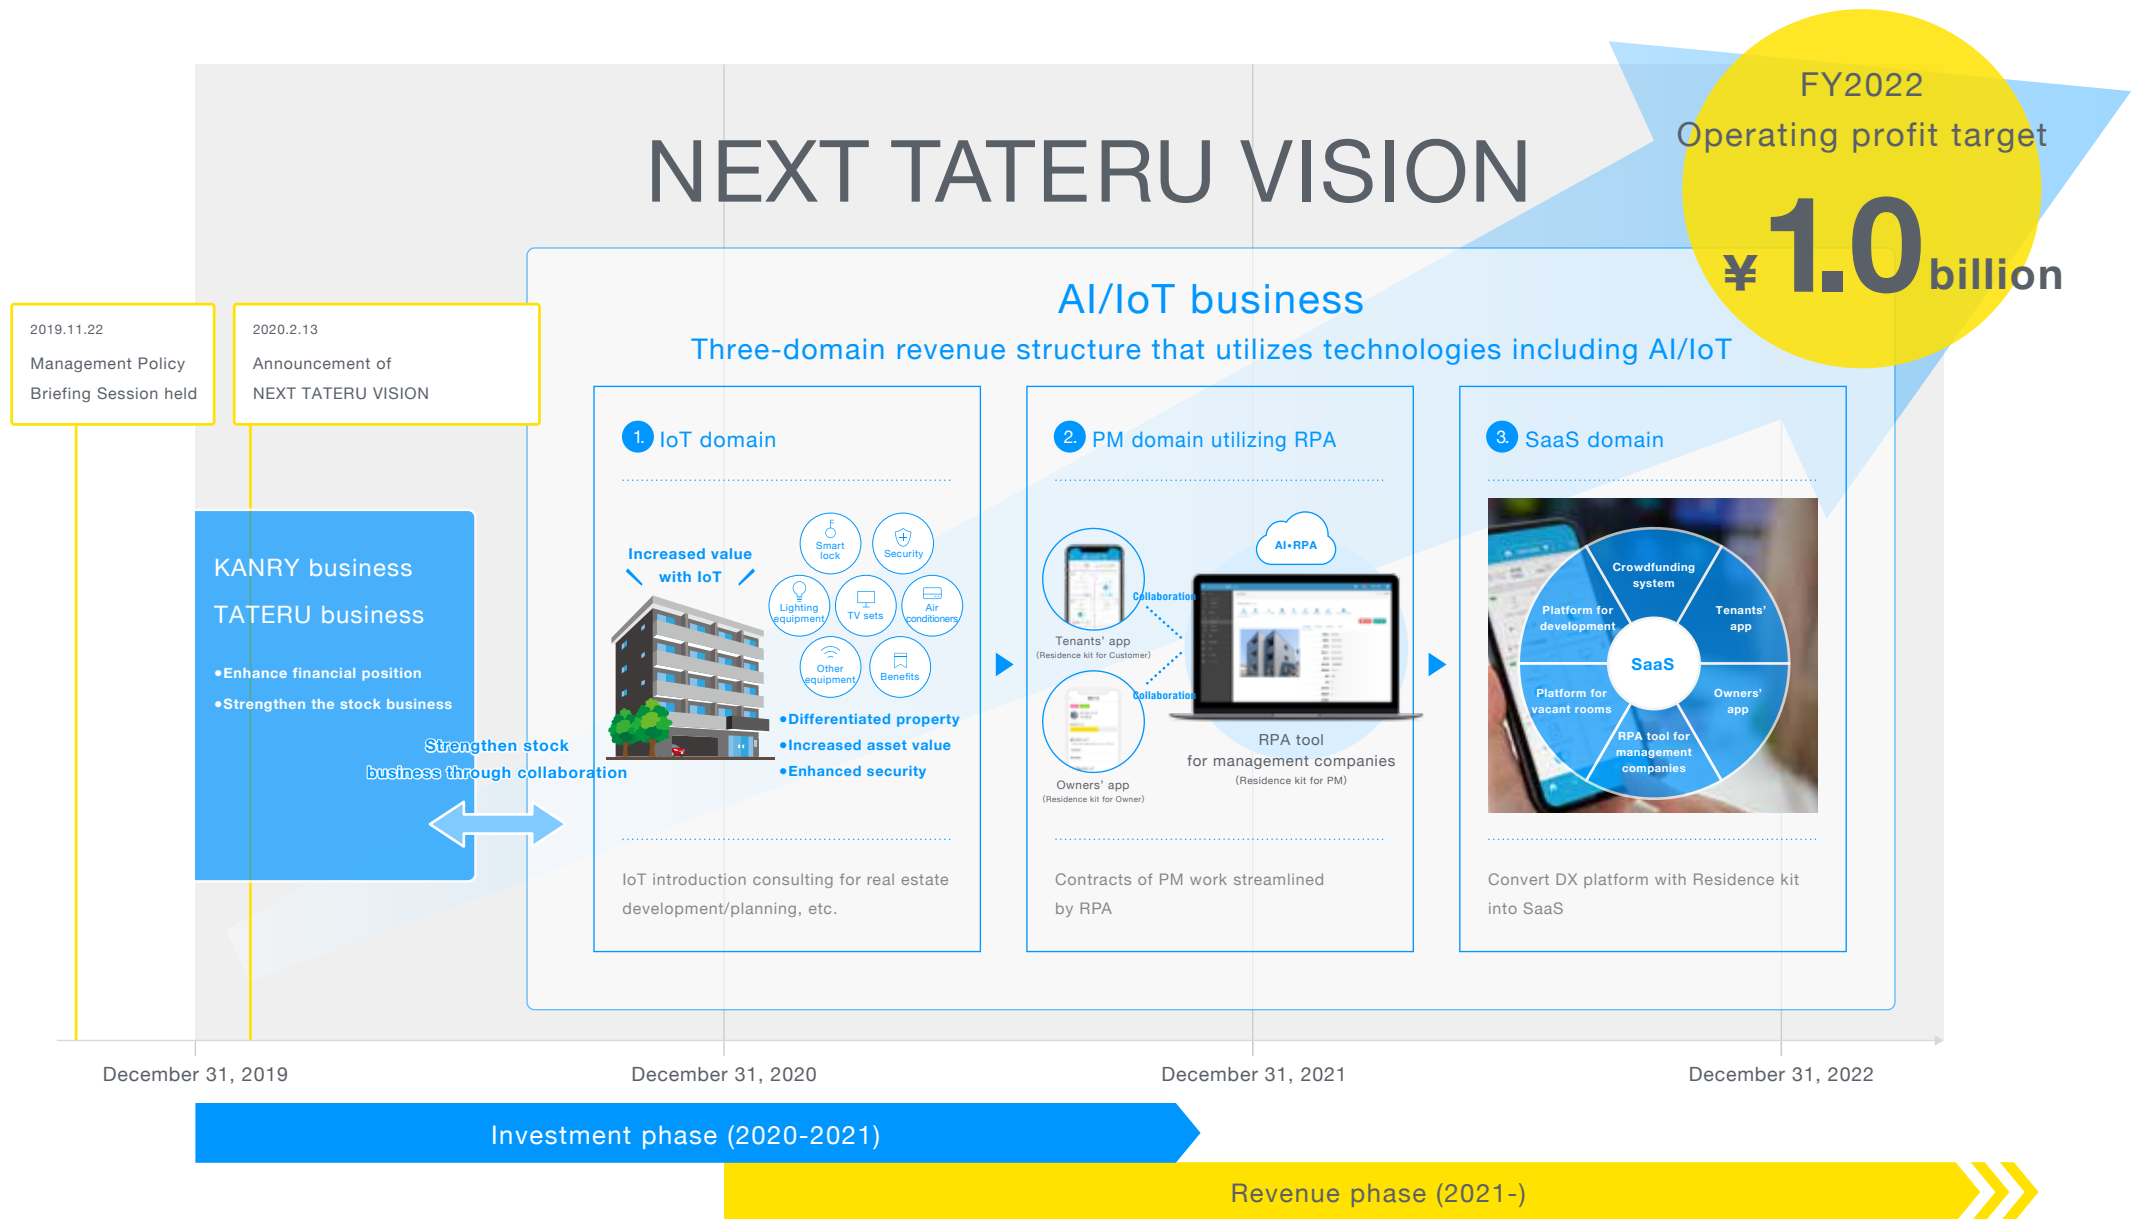 FY2022
Operating profit target
¥ 1.0 billion
NEXT TATERU VISION
AI/IoT business
Three-domain revenue structure that utilizes technologies including AI/IoT
2019.11.22
Management Policy
Briefing Session held
2020.2.13
Announcement of
NEXT TATERU VISION
KANRY business
TATERU business
•Enhance financial position
•Strengthen the stock business
Strengthen stock
business through collaboration
1. IoT domain
Increased value
with IoT
Smart
lock
Security
Lighting
equipment
TV sets
Air
conditioners
Other
equipment
Benefits
•Differentiated property
•Increased asset value
•Enhanced security
IoT introduction consulting for real estate
development/planning, etc.
2. PM domain utilizing RPA
AI•RPA
Collaboration
Tenants' app
(Residence kit for Customer)
Collaboration
Owners' app
(Residence kit for Owner)
RPA tool
for management companies
(Residence kit for PM)
Contracts of PM work streamlined
by RPA
3. SaaS domain
Crowdfunding
system
Tenants'
app
Owners'
app
RPA tool for
management
companies
Platform for
vacant rooms
Platform for
development
SaaS
Convert DX platform with Residence kit
into SaaS
December 31, 2019
December 31, 2020
December 31, 2021
December 31, 2022
Investment phase (2020-2021)
Revenue phase (2021-)